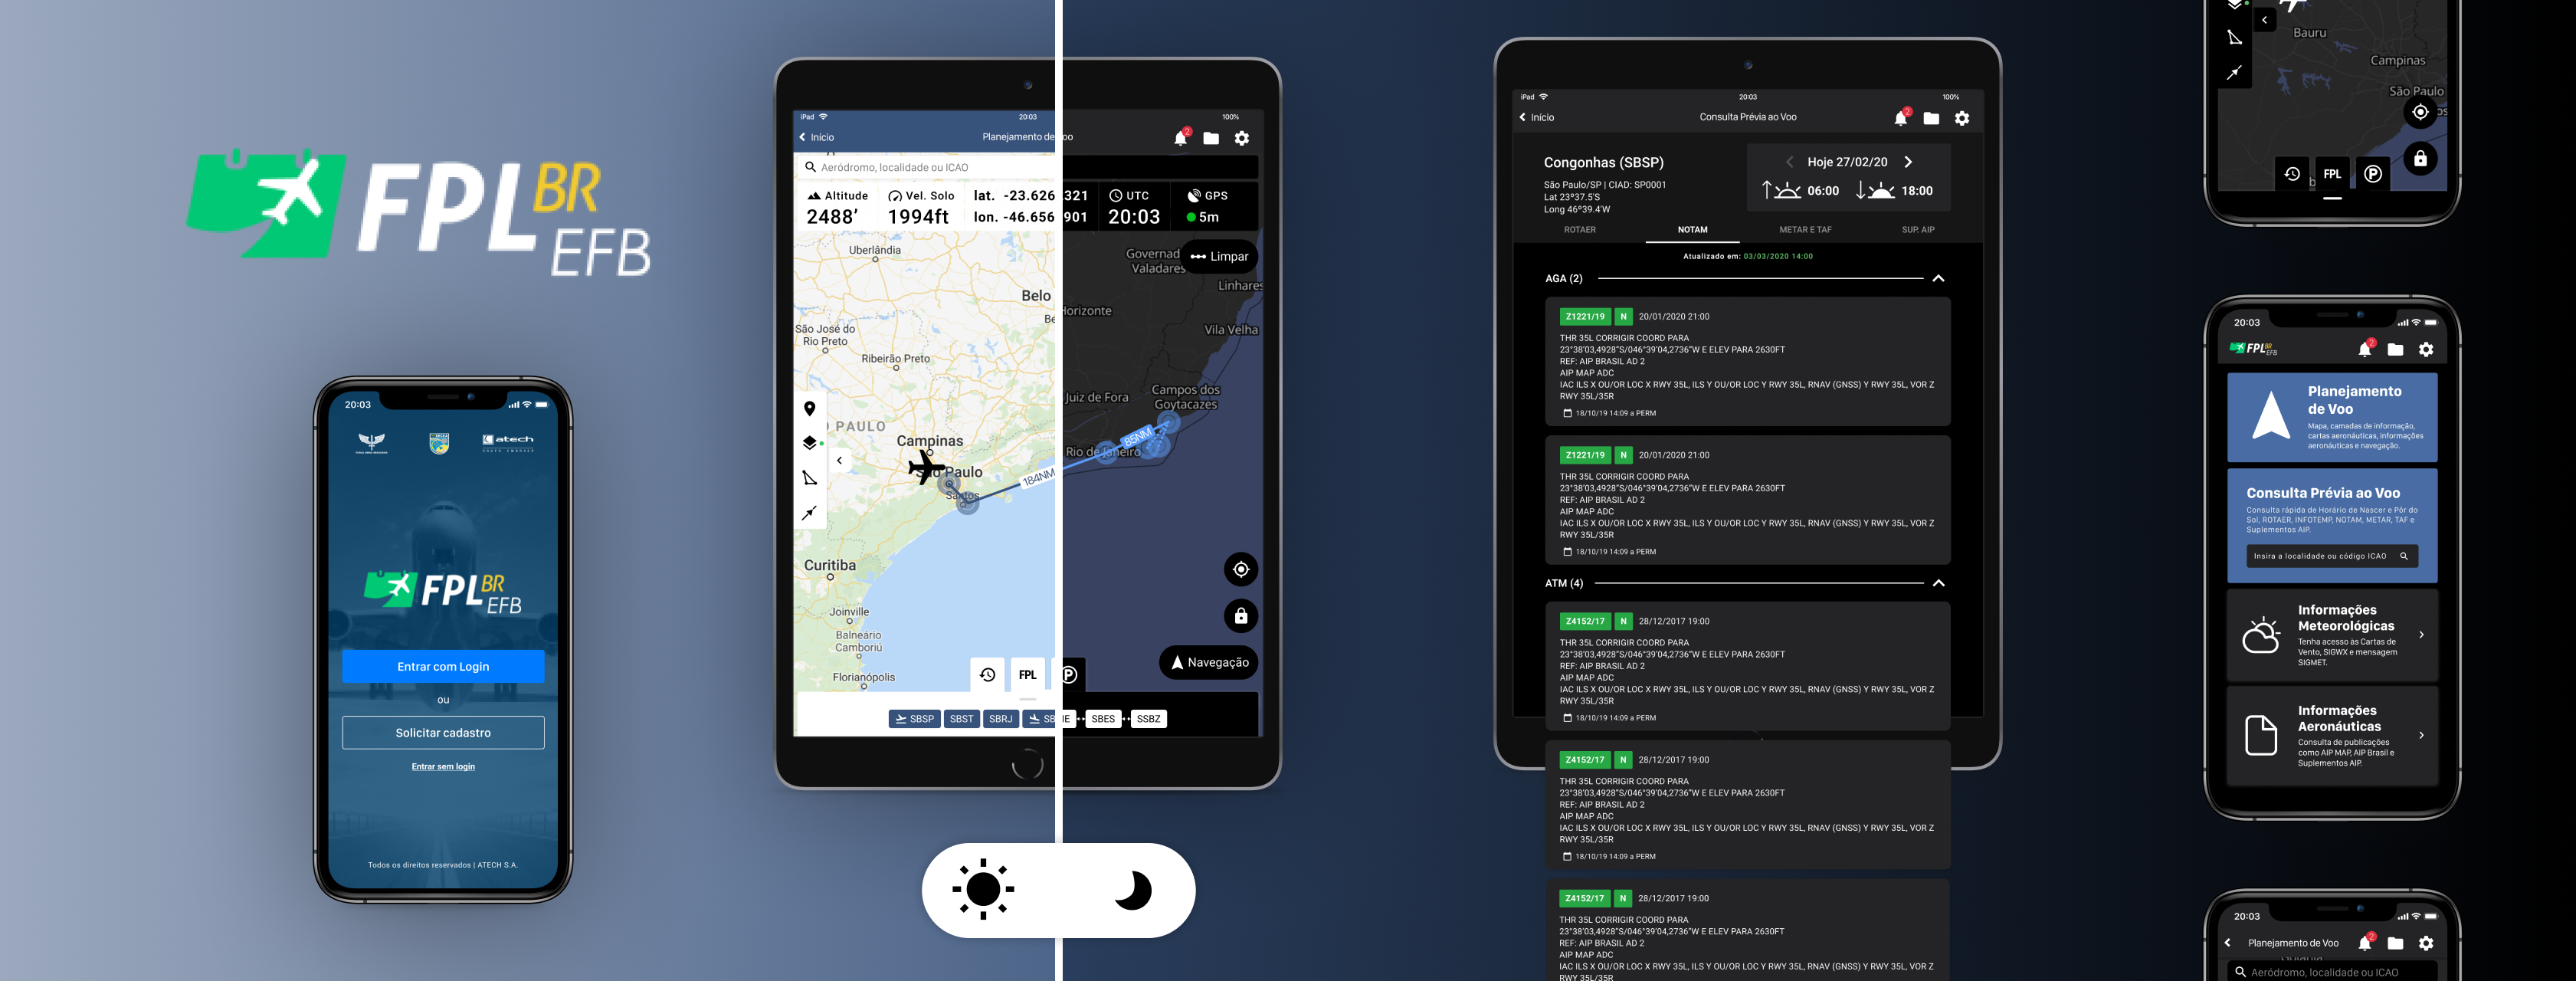 FPL BR
EFB
20:03
atech
FPL BR
EFB
Entrar com Login
ou
Solicitar cadastro
Entrar sem login
Todos os direitos reservados | ATECH S.A.
iPad
20:03
100%
Início
Planejamento de Voo
2
Aeródromo, localidade ou ICAO
Altitude
2488’
Vel. Solo
1994ft
lat. -23.626321
lon. -46.656901
UTC
20:03
GPS
5m
Limpar
Uberlândia
Governad
Valadares
Linhares
Belo
Horizonte
Be
São José do
Rio Preto
Vila Velha
Ribeirão Preto
Campos dos
Goytacazes
Juiz de Fora
O PAULO
Campinas
85NM
Rio de Janeiro
São Paulo
184NM
Santos
Curitiba
Joinville
Balneário
Camboriú
Florianópolis
Navegação
FPL
P
SBSP
SBST
SBRJ
SB
IE
SBES
SSBZ
iPad
20:03
100%
Início
Consulta Prévia ao Voo
2
Congonhas (SBSP)
São Paulo/SP | CIAD: SP0001
Lat 23º37.5'S
Long 46º39.4'W
Hoje 27/02/20
06:00
18:00
ROTAER
NOTAM
METAR E TAF
SUP. AIP
Atualizado em: 03/03/2020 14:00
AGA (2)
Z1221/19 N 20/01/2020 21:00
THR 35L CORRIGIR COORD PARA
23°38’03,4928”S/046°39’04,2736”W E ELEV PARA 2630FT
REF: AIP BRASIL AD 2
AIP MAP ADC
IAC ILS X OU/OR LOC X RWY 35L, ILS Y OU/OR LOC Y RWY 35L, RNAV (GNSS) Y RWY 35L, VOR Z
RWY 35L/35R
18/10/19 14:09 a PERM
Z1221/19 N 20/01/2020 21:00
THR 35L CORRIGIR COORD PARA
23°38’03,4928”S/046°39’04,2736”W E ELEV PARA 2630FT
REF: AIP BRASIL AD 2
AIP MAP ADC
IAC ILS X OU/OR LOC X RWY 35L, ILS Y OU/OR LOC Y RWY 35L, RNAV (GNSS) Y RWY 35L, VOR Z
RWY 35L/35R
18/10/19 14:09 a PERM
ATM (4)
Z4152/17 N 28/12/2017 19:00
THR 35L CORRIGIR COORD PARA
23°38’03,4928”S/046°39’04,2736”W E ELEV PARA 2630FT
REF: AIP BRASIL AD 2
AIP MAP ADC
IAC ILS X OU/OR LOC X RWY 35L, ILS Y OU/OR LOC Y RWY 35L, RNAV (GNSS) Y RWY 35L, VOR Z
RWY 35L/35R
18/10/19 14:09 a PERM
Z4152/17 N 28/12/2017 19:00
THR 35L CORRIGIR COORD PARA
23°38’03,4928”S/046°39’04,2736”W E ELEV PARA 2630FT
REF: AIP BRASIL AD 2
AIP MAP ADC
IAC ILS X OU/OR LOC X RWY 35L, ILS Y OU/OR LOC Y RWY 35L, RNAV (GNSS) Y RWY 35L, VOR Z
RWY 35L/35R
18/10/19 14:09 a PERM
Z4152/17 N 28/12/2017 19:00
THR 35L CORRIGIR COORD PARA
23°38’03,4928”S/046°39’04,2736”W E ELEV PARA 2630FT
REF: AIP BRASIL AD 2
AIP MAP ADC
IAC ILS X OU/OR LOC X RWY 35L, ILS Y OU/OR LOC Y RWY 35L, RNAV (GNSS) Y RWY 35L, VOR Z
RWY 35L/35R
Bauru
Campinas
São Paulo
FPL
P
20:03
FPL BR
EFB
2
Planejamento
de Voo
Mapa, camadas de informação,
cartas aeronáuticas, informações
aeronáuticas e navegação.
Consulta Prévia ao Voo
Consulta rápida de Horário de Nascer e Pôr do
Sol, ROTAER, INFOTEMP, NOTAM, METAR, TAF e
Suplementos AIP.
Insira a localidade ou código ICAO
Informações
Meteorológicas
Tenha acesso às Cartas de
Vento, SIGWX e mensagem
SIGMET.
Informações
Aeronáuticas
Consulta de publicações
como AIP MAP, AIP Brasil e
Suplementos AIP.
20:03
Planejamento de Voo
2
Aeródromo, localidade ou ICAO